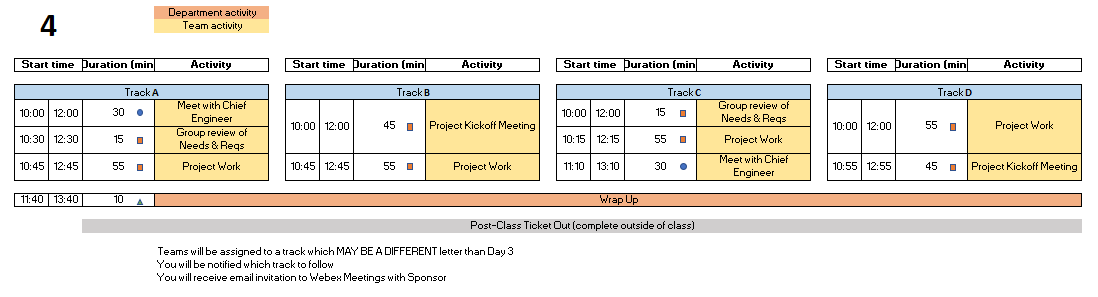 4
Department activity
Team activity
Start time Duration (min Activity
Start time Duration (min Activity
Start time Duration (min Activity
Start time Duration (min Activity
Track A
10:00 12:00 30 Meet with Chief
Engineer
10:30 12:30 15 Group review of
Needs & Reqs
10:45 12:45 55 Project Work
Track B
10:00 12:00 45 Project Kickoff Meeting
10:45 12:45 55 Project Work
Track C
10:00 12:00 15 Group review of
Needs & Reqs
10:15 12:15 55 Project Work
11:10 13:10 30 Meet with Chief
Engineer
Track D
10:00 12:00 55 Project Work
10:55 12:55 45 Project Kickoff Meeting
11:40 13:40 10 Wrap Up
Post-Class Ticket Out (complete outside of class)
Teams will be assigned to a track which MAY BE A DIFFERENT letter than Day 3
You will be notified which track to follow
You will receive email invitation to Webex Meetings with Sponsor